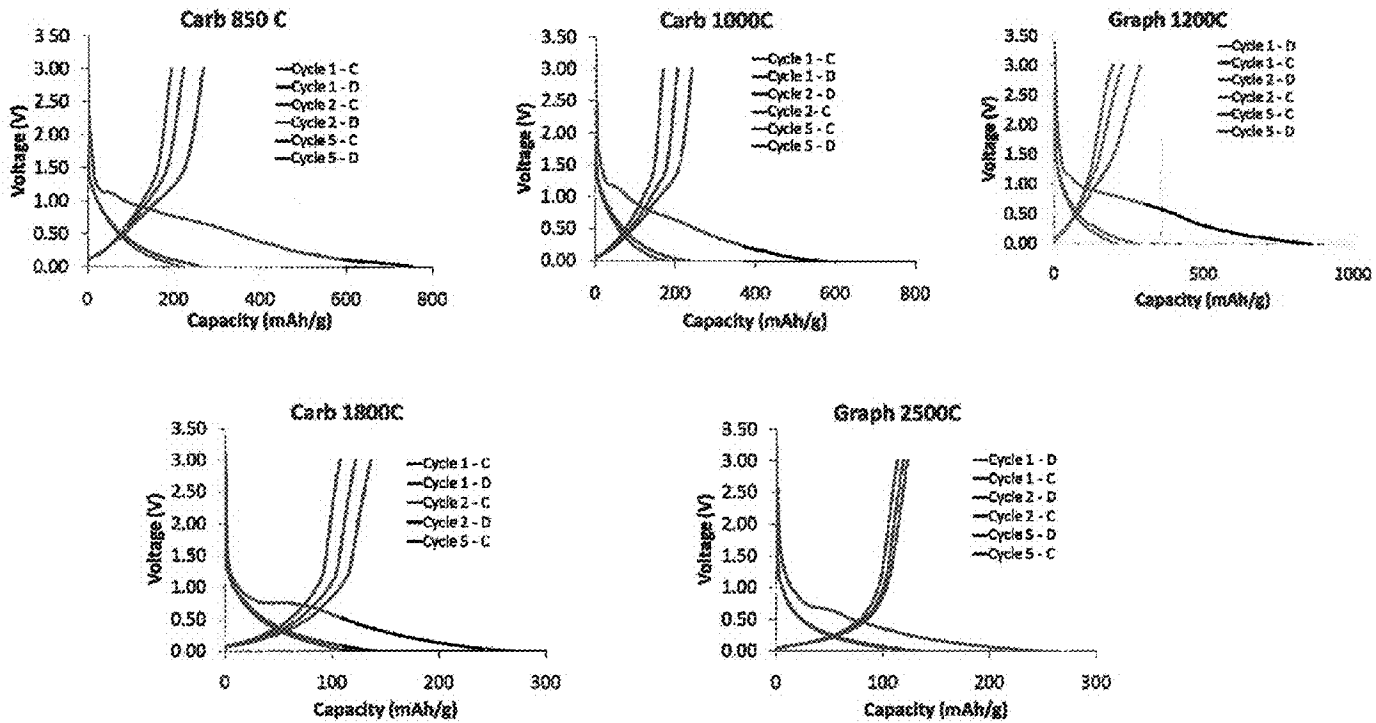 Carb 850 C
3.50
3.00
2.50
2.00
1.50
1.00
0.50
0.00
Voltage (V)
Cycle 1 - C
Cycle 1 - D
Cycle 2 - C
Cycle 2 - D
Cycle 5 - C
Cycle 5 - D
0 200 400 600 800
Capacity (mAh/g)
Carb 1000C
3.50
3.00
2.50
2.00
1.50
1.00
0.50
0.00
Voltage (V)
Cycle 1 - C
Cycle 1 - D
Cycle 2 - D
Cycle 2- C
Cycle 5 - C
Cycle 5 - D
0 200 400 600 800
Capacity (mAh/g)
Graph 1200C
3.50
3.00
2.50
2.00
1.50
1.00
0.50
0.00
Voltage (V)
Cycle 1 - D
Cycle 1 - C
Cycle 2 - D
Cycle 2 - C
Cycle 5 - C
Cycle 5 - D
0 500 1000
Capacity (mAh/g)
Carb 1800C
3.50
3.00
2.50
2.00
1.50
1.00
0.50
0.00
Voltage (V)
Cycle 1 - C
Cycle 1 - D
Cycle 2 - C
Cycle 2 - D
Cycle 5 - C
0 100 200 300
Capacity (mAh/g)
Graph 2500C
3.50
3.00
2.50
2.00
1.50
1.00
0.50
0.00
Voltage (V)
Cycle 1 - D
Cycle 1 - C
Cycle 2 - D
Cycle 2 - C
Cycle 5 - D
Cycle 5 - C
0 100 200 300
Capacity (mAh/g)